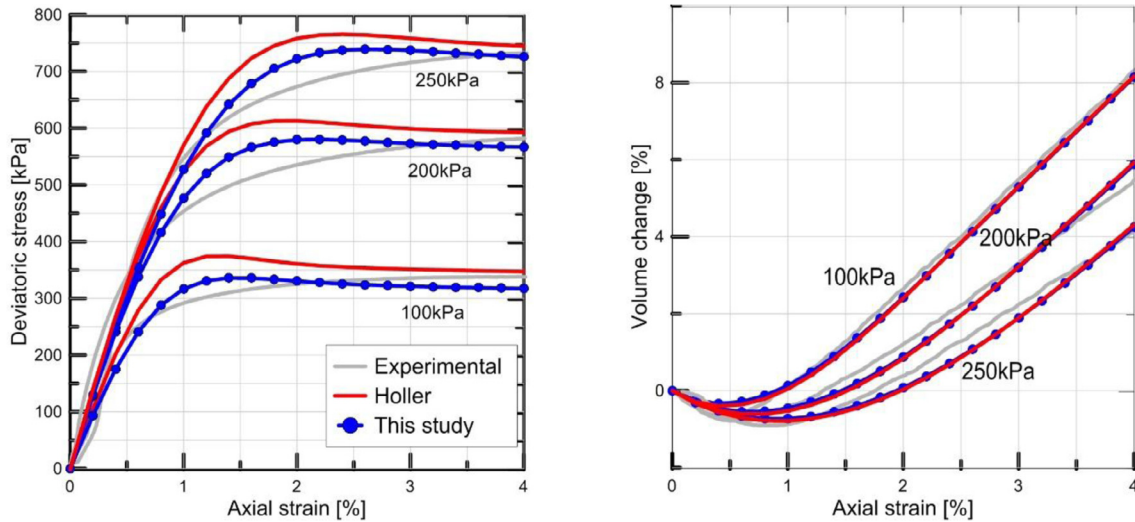 800
700
600
500
400
300
200
100
0
Deviatoric stress [kPa]
250kPa
200kPa
100kPa
Experimental
Holler
This study
0 1 2 3 4
Axial strain [%]
8
4
0
Volume change [%]
200kPa
100kPa
250kPa
0 1 2 3 4
Axial strain [%]